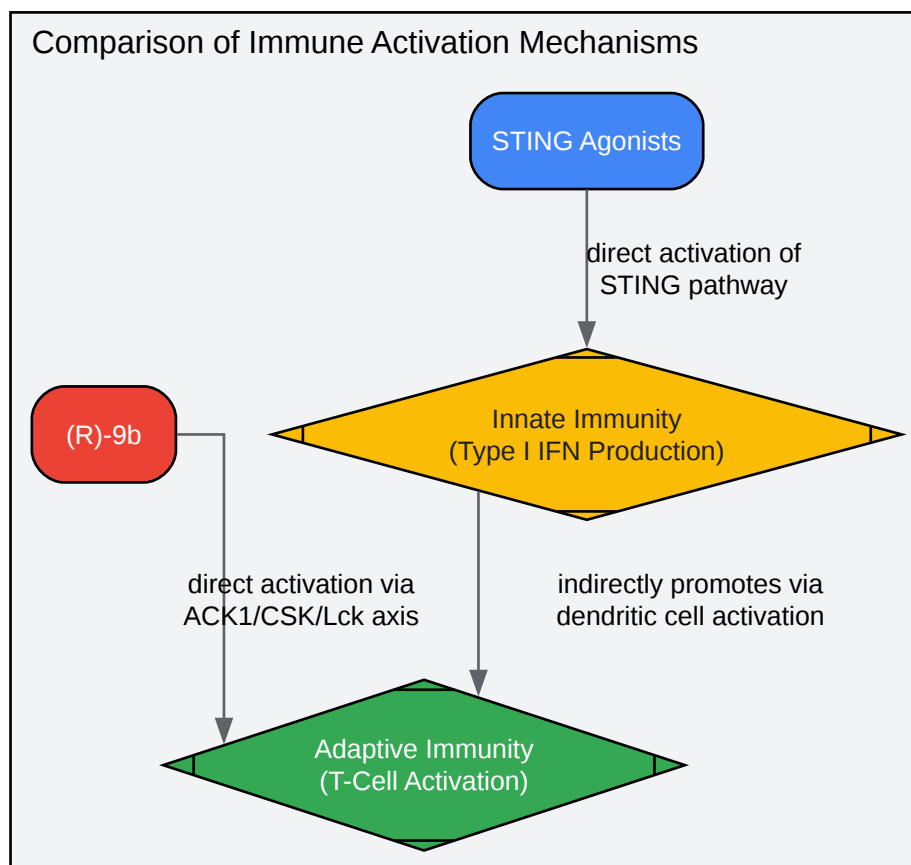 Comparison of Immune Activation Mechanisms
STING Agonists
direct activation of
STING pathway
Innate Immunity
(Type I IFN Production)
(R)-9b
direct activation via
ACK1/CSK/Lck axis
indirectly promotes via
dendritic cell activation
Adaptive Immunity
(T-Cell Activation)